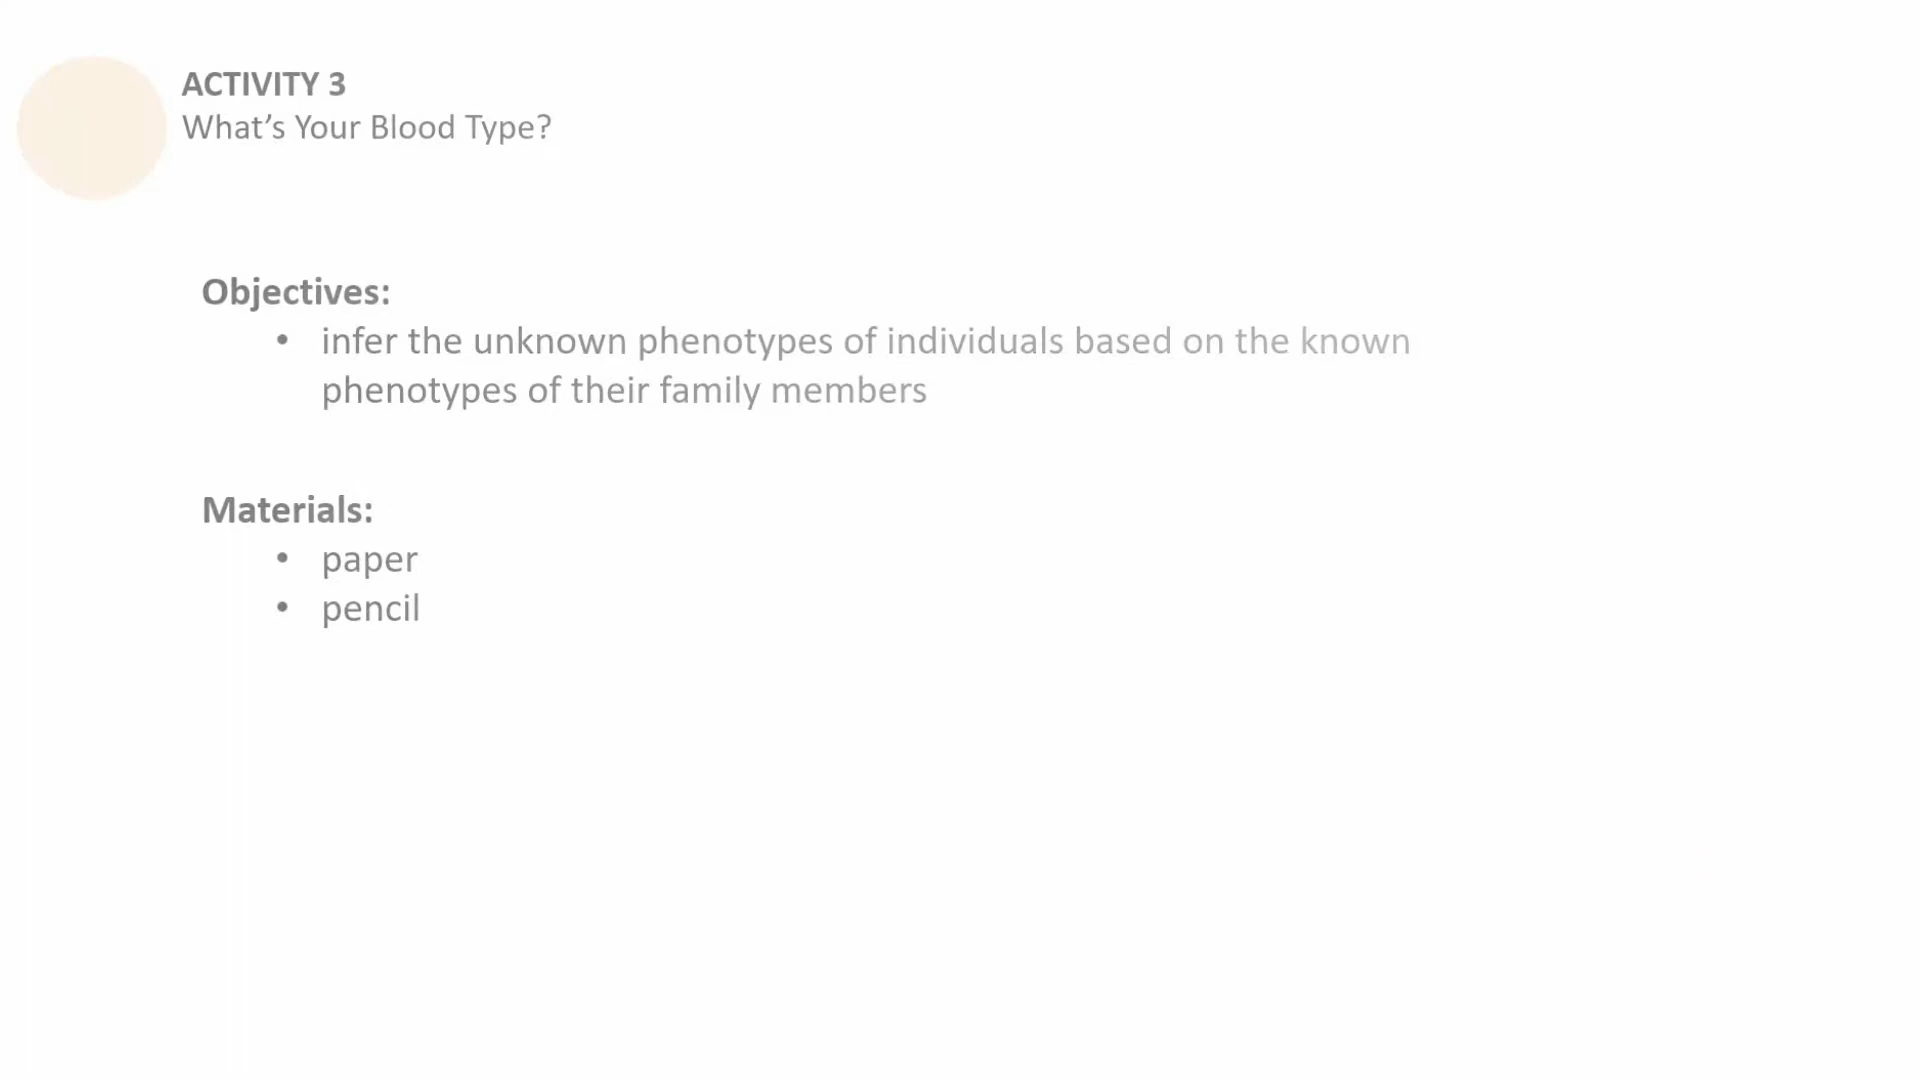 ACTIVITY 3
What’s Your Blood Type?
Objectives:
• infer the unknown phenotypes of individuals based on the known
phenotypes of their family members
Materials:
• paper
• pencil